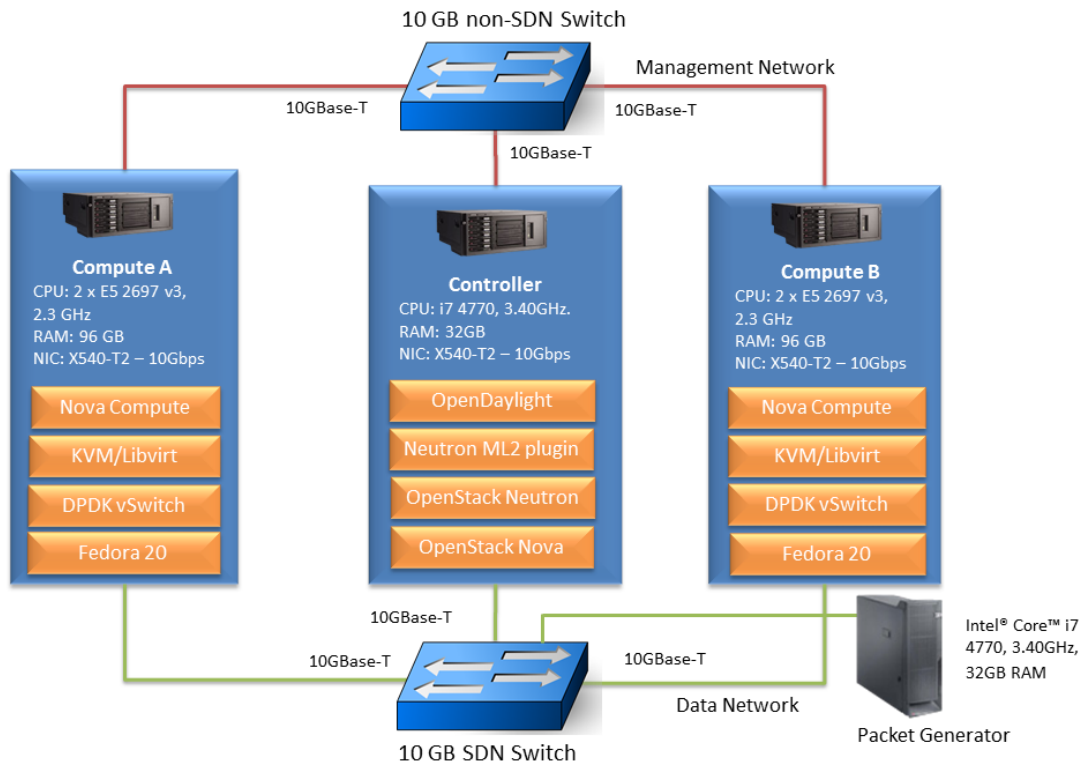 10 GB non-SDN Switch
Management Network
10GBase-T
10GBase-T
10GBase-T
Compute A
CPU: 2 x E5 2697 v3,
2.3 GHz
RAM: 96 GB
NIC: X540-T2 – 10Gbps
Nova Compute
KVM/Libvirt
DPDK vSwitch
Fedora 20
Controller
CPU: i7 4770, 3.40GHz.
RAM: 32GB
NIC: X540-T2 – 10Gbps
OpenDaylight
Neutron ML2 plugin
OpenStack Neutron
OpenStack Nova
Compute B
CPU: 2 x E5 2697 v3,
2.3 GHz
RAM: 96 GB
NIC: X540-T2 – 10Gbps
Nova Compute
KVM/Libvirt
DPDK vSwitch
Fedora 20
10GBase-T
10GBase-T
10GBase-T
Data Network
10 GB SDN Switch
Intel® Core™ i7
4770, 3.40GHz,
32GB RAM
Packet Generator